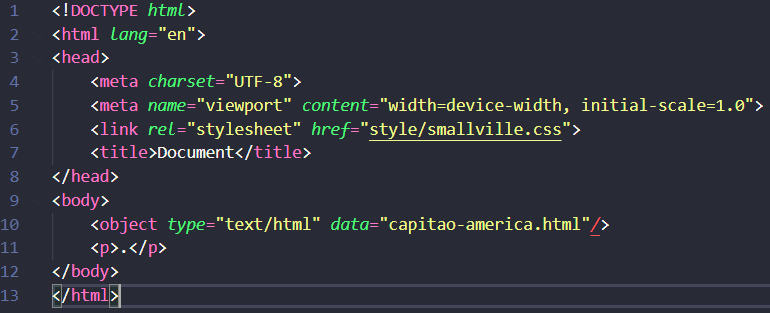 1 <!DOCTYPE html>
2 <html lang="en">
3 <head>
4     <meta charset="UTF-8">
5     <meta name="viewport" content="width=device-width, initial-scale=1.0">
6     <link rel="stylesheet" href="style/smallville.css">
7     <title>Document</title>
8 </head>
9 <body>
10     <object type="text/html" data="capitao-america.html"/>
11     <p>.</p>
12 </body>
13 </html>